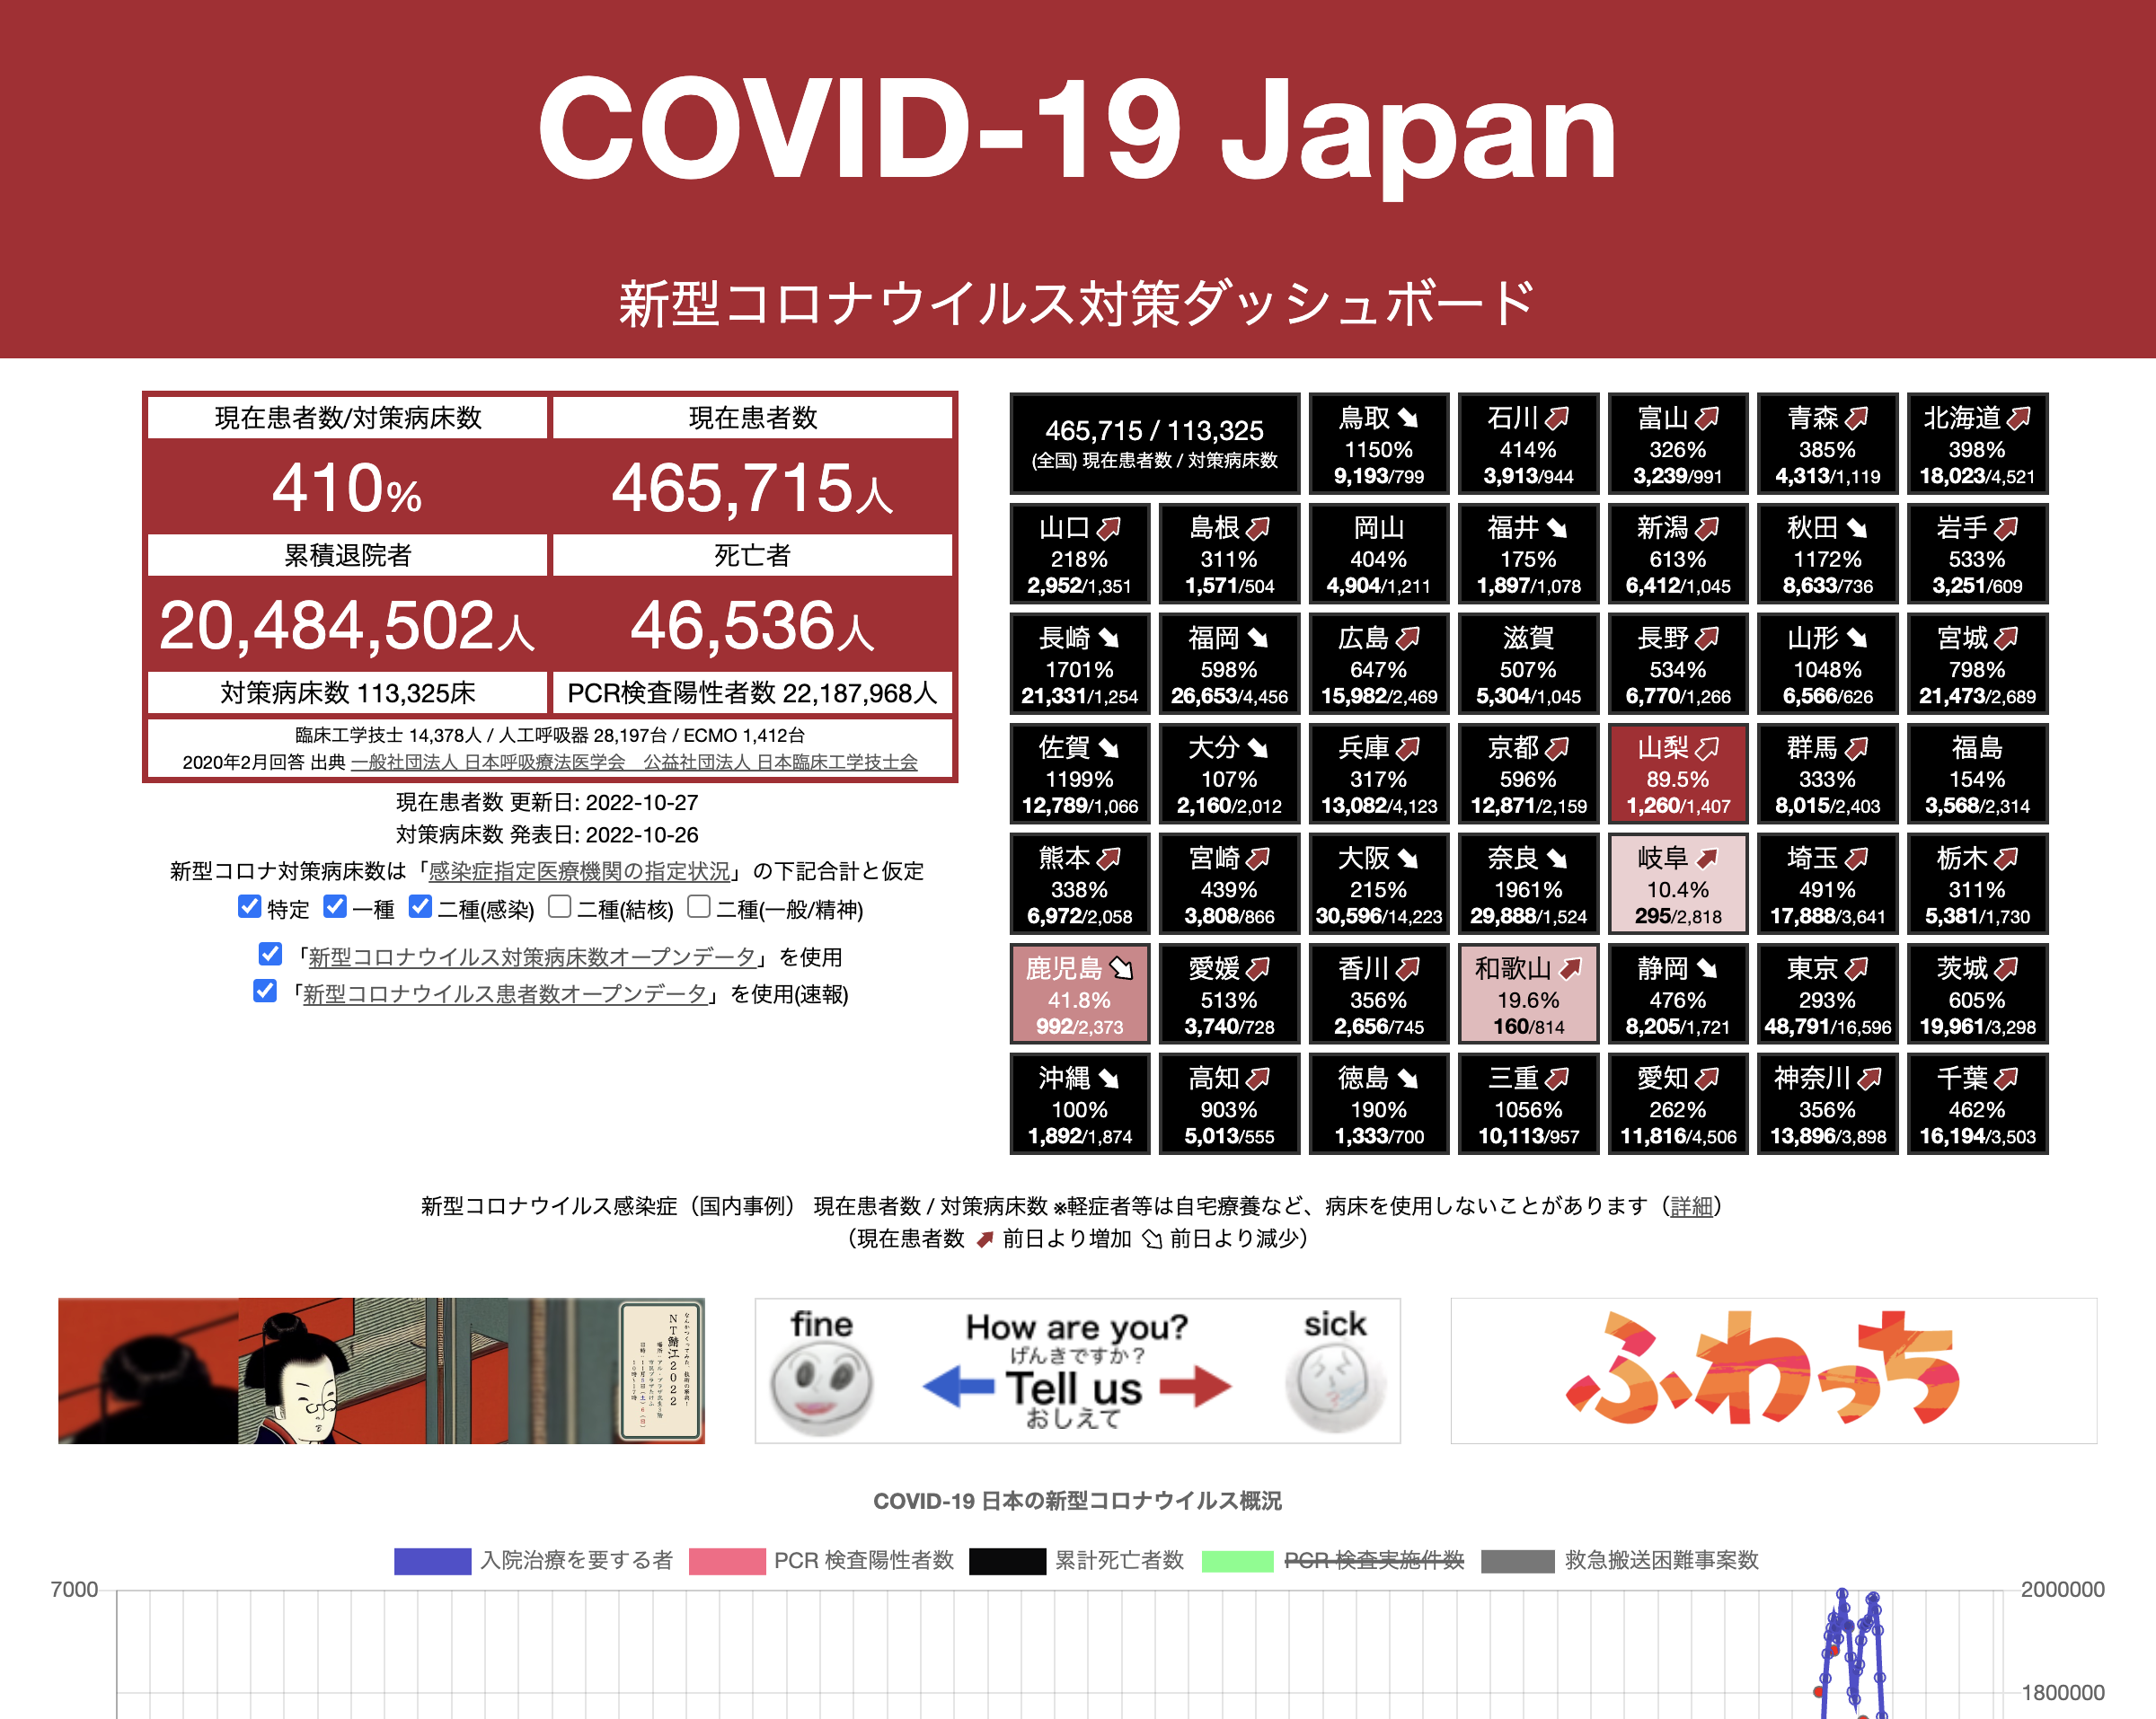 COVID-19 Japan
新型コロナウイルス対策ダッシュボード
現在患者数/対策病床数
現在患者数
410%
465,715人
累積退院者
死亡者
20,484,502人
46,536人
対策病床数 113,325床
PCR検査陽性者数 22,187,968人
臨床工学技士 14,378人 / 人工呼吸器 28,197台 / ECMO 1,412台
2020年2月回答 出典 一般社団法人 日本呼吸療法医学会　公益社団法人 日本臨床工学技士会
現在患者数 更新日: 2022-10-27
対策病床数 発表日: 2022-10-26
新型コロナ対策病床数は「感染症指定医療機関の指定状況」の下記合計と仮定
特定 一種 二種(感染) 二種(結核) 二種(一般/精神)
「新型コロナウイルス対策病床数オープンデータ」を使用
「新型コロナウイルス患者数オープンデータ」を使用(速報)
465,715 / 113,325
(全国) 現在患者数 / 対策病床数
鳥取
1150%
9,193/799
石川
414%
3,913/944
富山
326%
3,239/991
青森
385%
4,313/1,119
北海道
398%
18,023/4,521
山口
218%
2,952/1,351
島根
311%
1,571/504
岡山
404%
4,904/1,211
福井
175%
1,897/1,078
新潟
613%
6,412/1,045
秋田
1172%
8,633/736
岩手
533%
3,251/609
長崎
1701%
21,331/1,254
福岡
598%
26,653/4,456
広島
647%
15,982/2,469
滋賀
507%
5,304/1,045
長野
534%
6,770/1,266
山形
1048%
6,566/626
宮城
798%
21,473/2,689
佐賀
1199%
12,789/1,066
大分
107%
2,160/2,012
兵庫
317%
13,082/4,123
京都
596%
12,871/2,159
山梨
89.5%
1,260/1,407
群馬
333%
8,015/2,403
福島
154%
3,568/2,314
熊本
338%
6,972/2,058
宮崎
439%
3,808/866
大阪
215%
30,596/14,223
奈良
1961%
29,888/1,524
岐阜
10.4%
295/2,818
埼玉
491%
17,888/3,641
栃木
311%
5,381/1,730
鹿児島
41.8%
992/2,373
愛媛
513%
3,740/728
香川
356%
2,656/745
和歌山
19.6%
160/814
静岡
476%
8,205/1,721
東京
293%
48,791/16,596
茨城
605%
19,961/3,298
沖縄
100%
1,892/1,874
高知
903%
5,013/555
徳島
190%
1,333/700
三重
1056%
10,113/957
愛知
262%
11,816/4,506
神奈川
356%
13,896/3,898
千葉
462%
16,194/3,503
新型コロナウイルス感染症（国内事例） 現在患者数 / 対策病床数 ※軽症者等は自宅療養など、病床を使用しないことがあります（詳細）
（現在患者数 前日より増加 前日より減少）
NT鯖江2022
fine
How are you?
げんきですか?
Tell us
おしえて
sick
ふわっち
COVID-19 日本の新型コロナウイルス概況
入院治療を要する者 PCR 検査陽性者数 累計死亡者数 PCR 検査実施件数 救急搬送困難事案数
7000
2000000
1800000